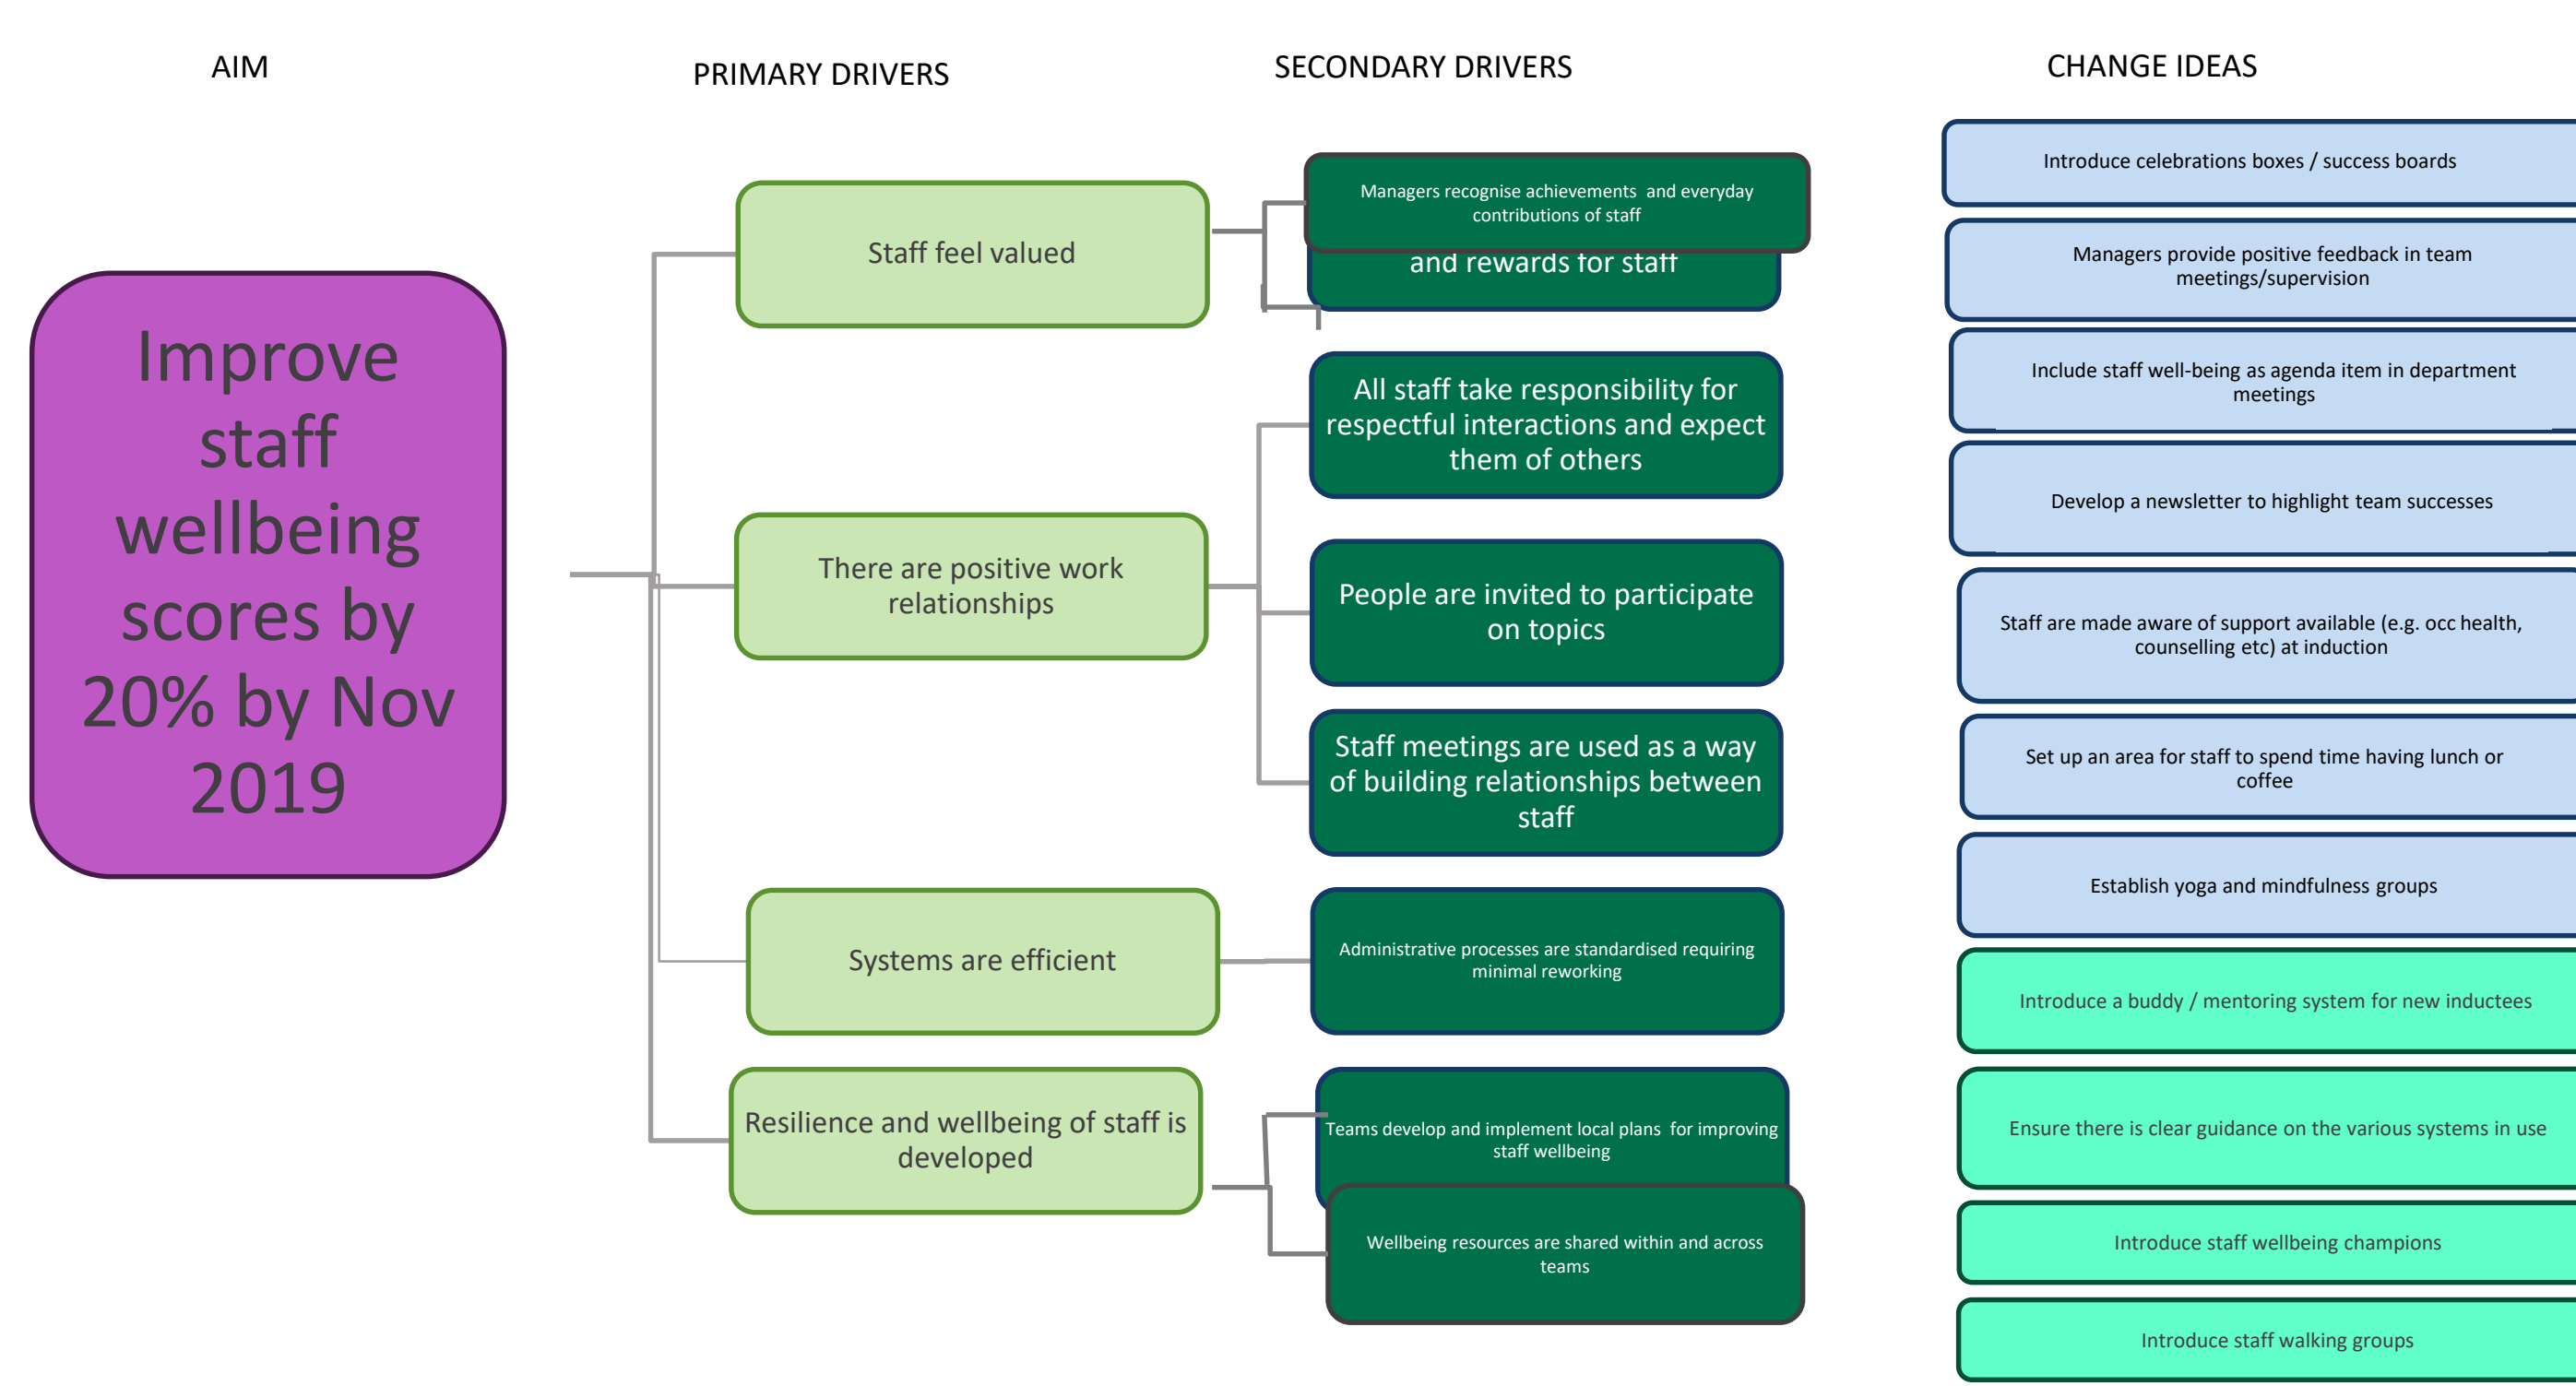 AIM
PRIMARY DRIVERS
SECONDARY DRIVERS
CHANGE IDEAS
Improve
staff
wellbeing
scores by
20% by Nov
2019
Staff feel valued
There are positive work
relationships
Systems are efficient
Resilience and wellbeing of staff is
developed
Managers recognise achievements and everyday
contributions of staff
and rewards for staff
All staff take responsibility for
respectful interactions and expect
them of others
People are invited to participate
on topics
Staff meetings are used as a way
of building relationships between
staff
Administrative processes are standardised requiring
minimal reworking
Teams develop and implement local plans for improving
staff wellbeing
Wellbeing resources are shared within and across
teams
Introduce celebrations boxes / success boards
Managers provide positive feedback in team
meetings/supervision
Include staff well-being as agenda item in department
meetings
Develop a newsletter to highlight team successes
Staff are made aware of support available (e.g. occ health,
counselling etc) at induction
Set up an area for staff to spend time having lunch or
coffee
Establish yoga and mindfulness groups
Introduce a buddy / mentoring system for new inductees
Ensure there is clear guidance on the various systems in use
Introduce staff wellbeing champions
Introduce staff walking groups